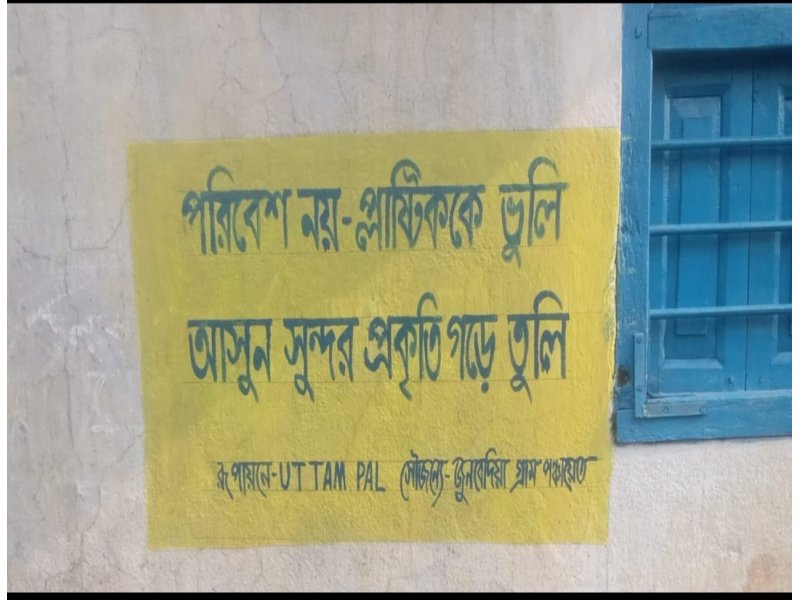 পরিবেশ নয়-প্লাষ্টিককে ভুলি
আসুন সুন্দর প্রকৃতি গড়ে তুলি
রূপায়নে-UTTAM PAL সৌজন্যে-জুনবেদিয়া গ্রাম পঞ্চায়েত